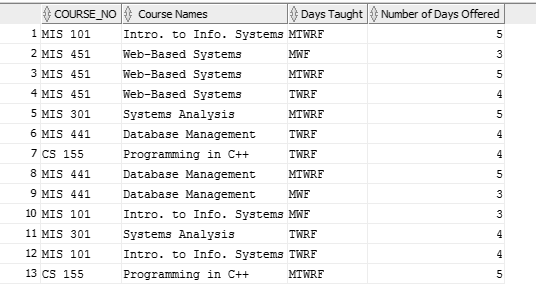 COURSE_NO Course Names Days Taught Number of Days Offered
1 MIS 101 Intro. to Info. Systems MTWRF 5
2 MIS 451 Web-Based Systems MWF 3
3 MIS 451 Web-Based Systems MTWRF 5
4 MIS 451 Web-Based Systems TWRF 4
5 MIS 301 Systems Analysis MTWRF 5
6 MIS 441 Database Management TWRF 4
7 CS 155 Programming in C++ TWRF 4
8 MIS 441 Database Management MTWRF 5
9 MIS 441 Database Management MWF 3
10 MIS 101 Intro. to Info. Systems MWF 3
11 MIS 301 Systems Analysis TWRF 4
12 MIS 101 Intro. to Info. Systems TWRF 4
13 CS 155 Programming in C++ MTWRF 5